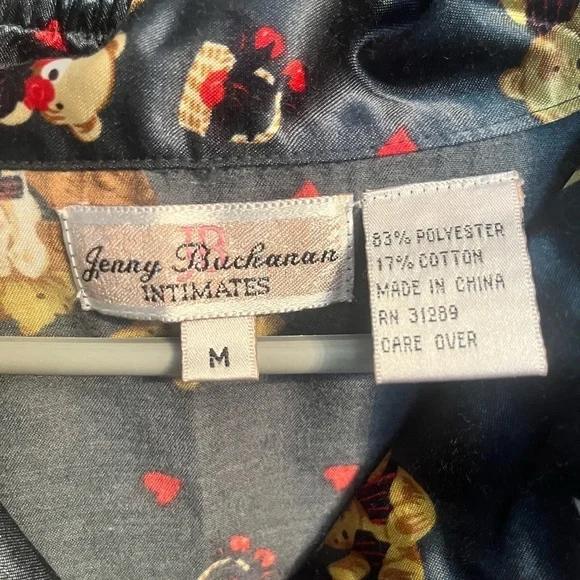 JB
Jenny Buchanan
INTIMATES
M
83% POLYESTER
17% COTTON
MADE IN CHINA
RN 31289
CARE OVER